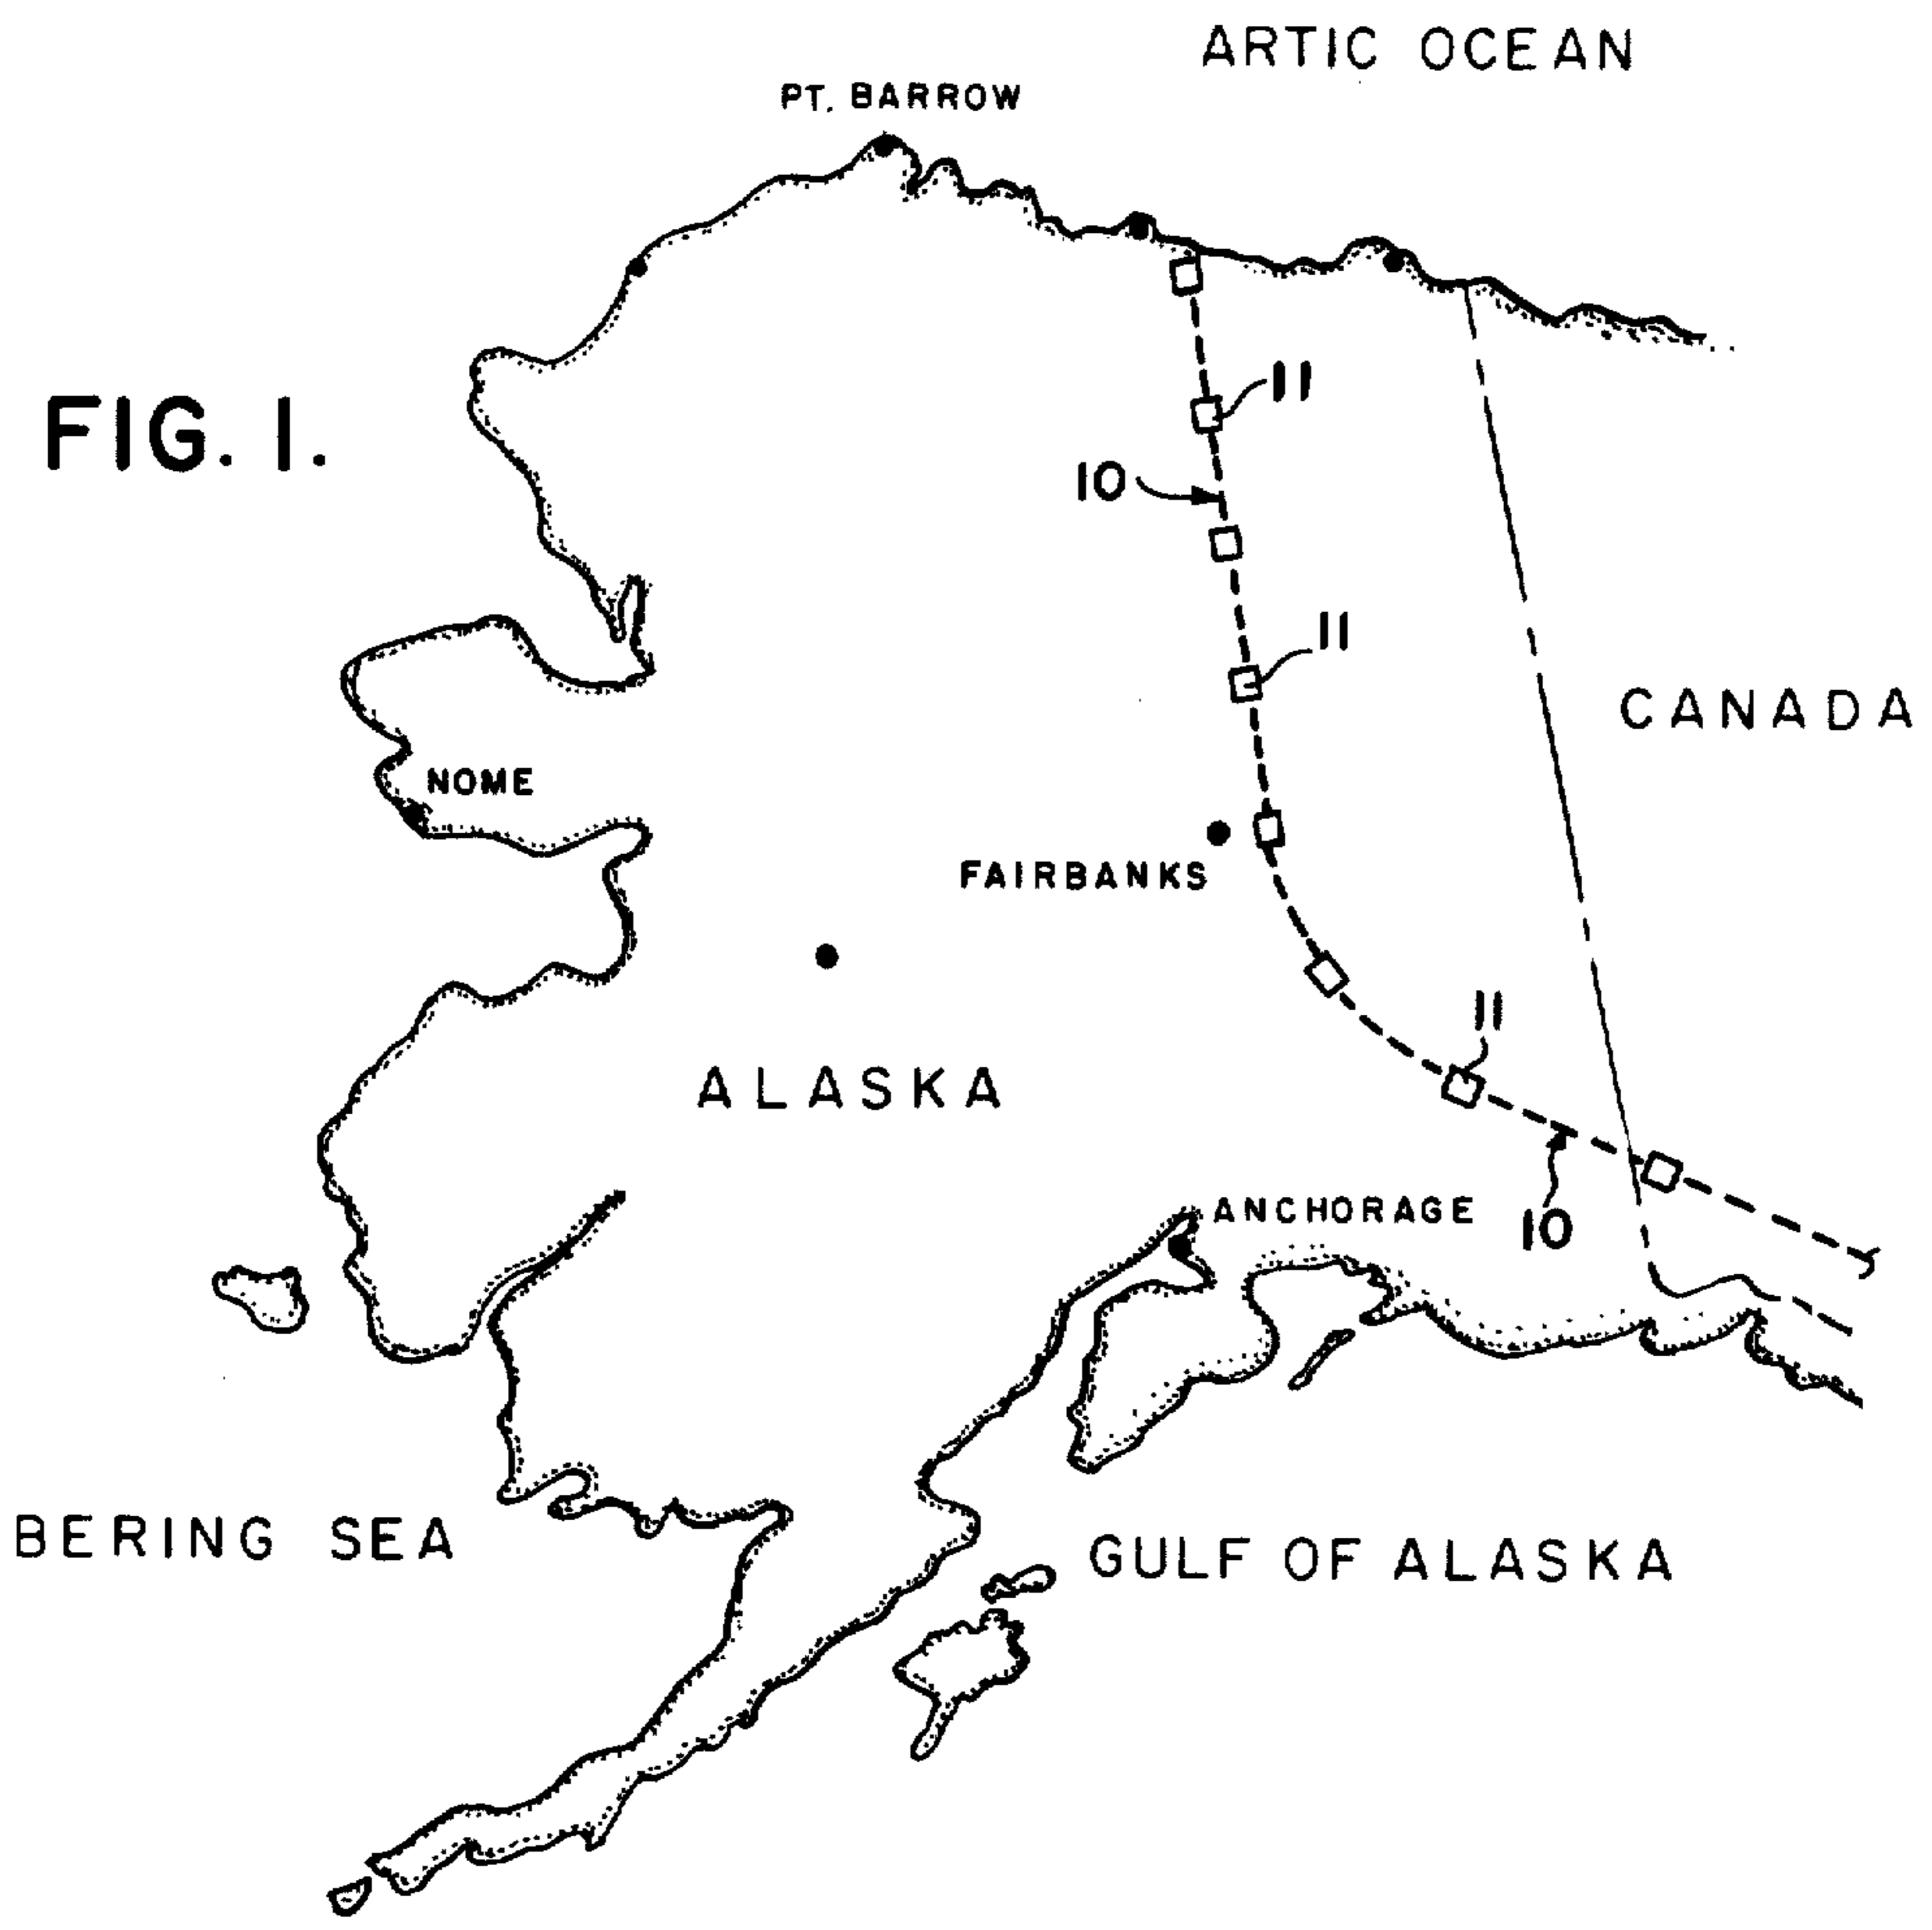 ARTIC OCEAN
PT. BARROW
FIG. 1.
11
10
11
CANADA
NOME
FAIRBANKS
11
ALASKA
ANCHORAGE
10
BERING SEA
GULF OF ALASKA